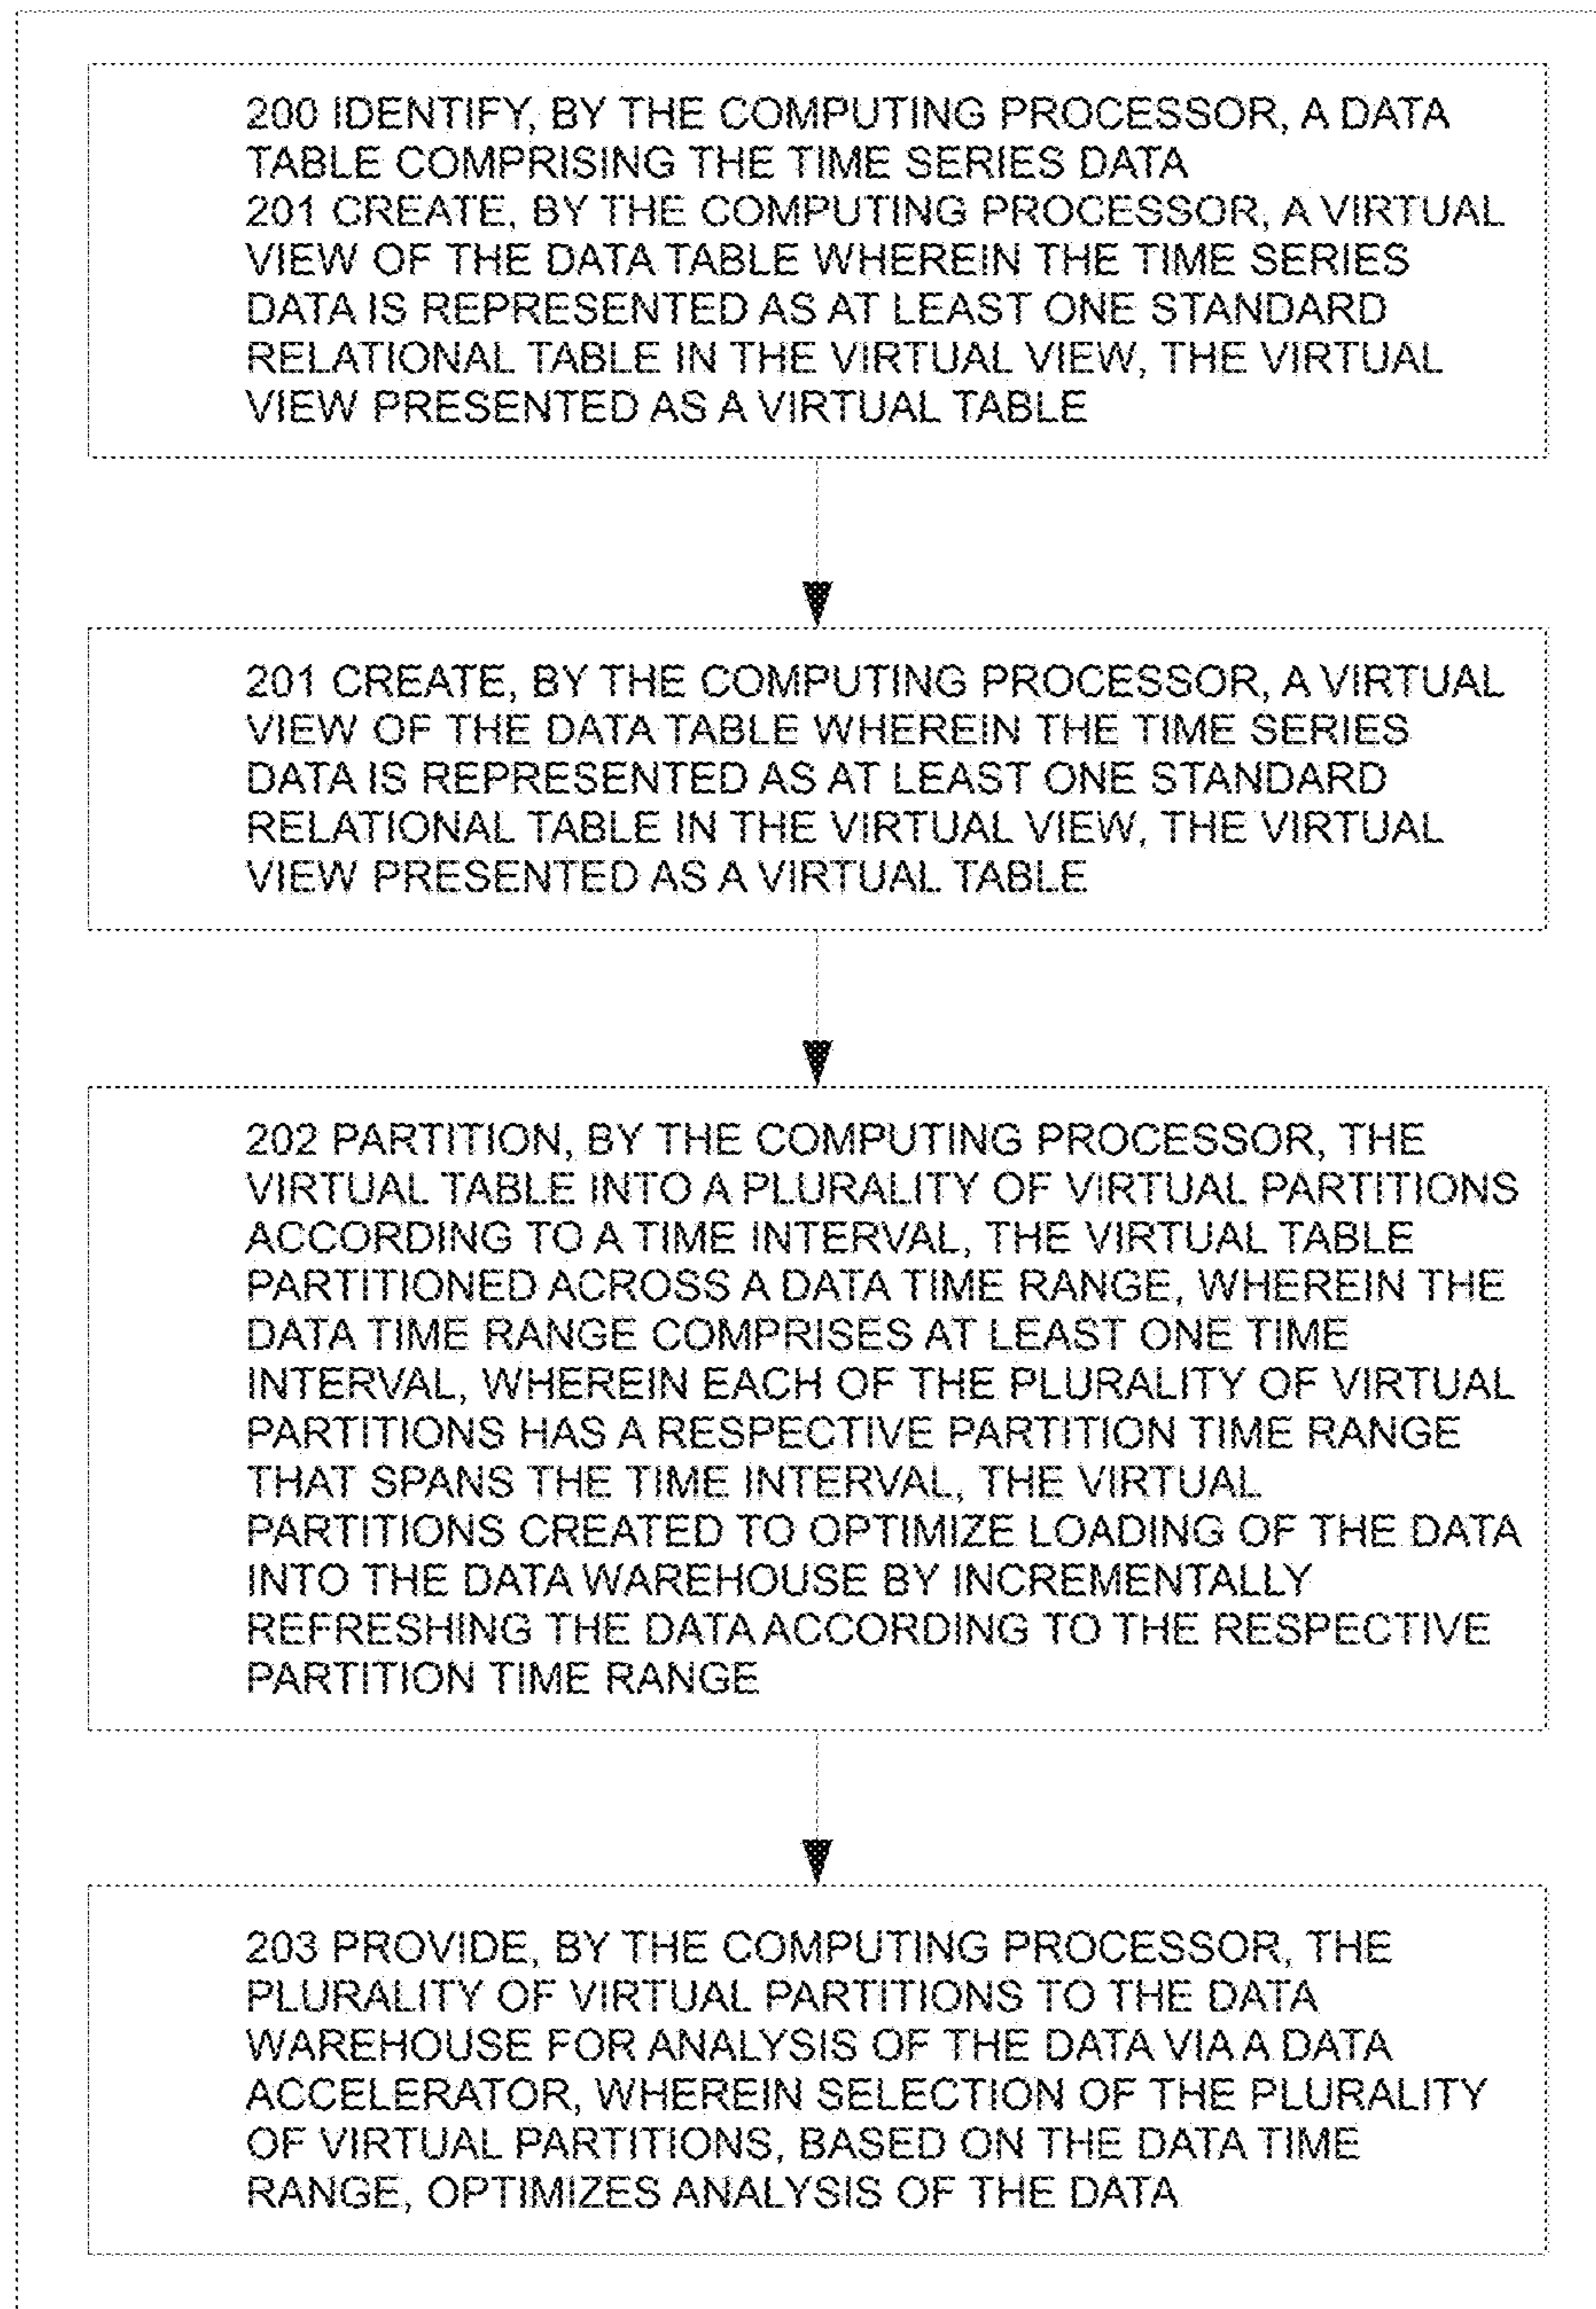 200 IDENTIFY, BY THE COMPUTING PROCESSOR, A DATA
TABLE COMPRISING THE TIME SERIES DATA
201 CREATE, BY THE COMPUTING PROCESSOR, A VIRTUAL
VIEW OF THE DATA TABLE WHEREIN THE TIME SERIES
DATA IS REPRESENTED AS AT LEAST ONE STANDARD
RELATIONAL TABLE IN THE VIRTUAL VIEW, THE VIRTUAL
VIEW PRESENTED AS A VIRTUAL TABLE
201 CREATE, BY THE COMPUTING PROCESSOR, A VIRTUAL
VIEW OF THE DATA TABLE WHEREIN THE TIME SERIES
DATA IS REPRESENTED AS AT LEAST ONE STANDARD
RELATIONAL TABLE IN THE VIRTUAL VIEW, THE VIRTUAL
VIEW PRESENTED AS A VIRTUAL TABLE
202 PARTITION, BY THE COMPUTING PROCESSOR, THE
VIRTUAL TABLE INTO A PLURALITY OF VIRTUAL PARTITIONS
ACCORDING TO A TIME INTERVAL, THE VIRTUAL TABLE
PARTITIONED ACROSS A DATA TIME RANGE, WHEREIN THE
DATA TIME RANGE COMPRISES AT LEAST ONE TIME
INTERVAL, WHEREIN EACH OF THE PLURALITY OF VIRTUAL
PARTITIONS HAS A RESPECTIVE PARTITION TIME RANGE
THAT SPANS THE TIME INTERVAL, THE VIRTUAL
PARTITIONS CREATED TO OPTIMIZE LOADING OF THE DATA
INTO THE DATA WAREHOUSE BY INCREMENTALLY
REFRESHING THE DATA ACCORDING TO THE RESPECTIVE
PARTITION TIME RANGE
203 PROVIDE, BY THE COMPUTING PROCESSOR, THE
PLURALITY OF VIRTUAL PARTITIONS TO THE DATA
WAREHOUSE FOR ANALYSIS OF THE DATA VIA A DATA
ACCELERATOR, WHEREIN SELECTION OF THE PLURALITY
OF VIRTUAL PARTITIONS, BASED ON THE DATA TIME
RANGE, OPTIMIZES ANALYSIS OF THE DATA